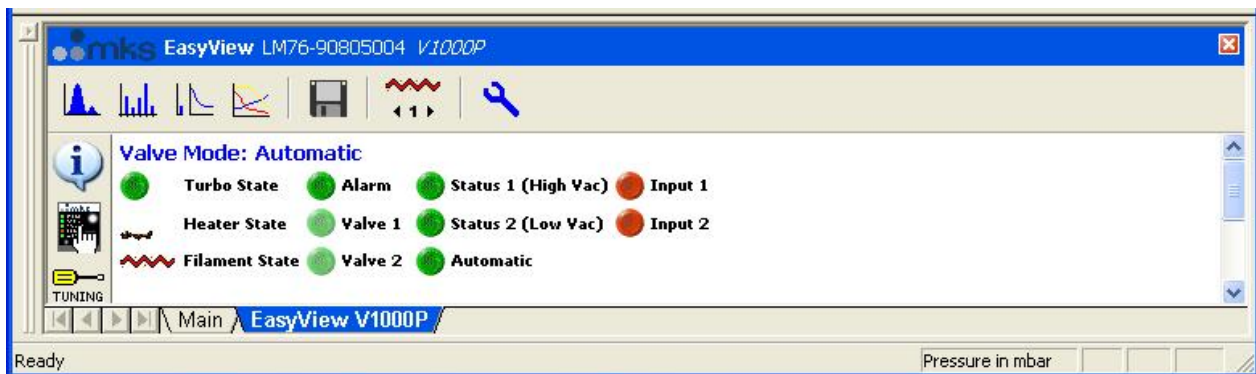 mks EasyView LM76-90805004 V1000P
1
Valve Mode: Automatic
Turbo State Alarm Status 1 (High Vac) Input 1
Heater State Valve 1 Status 2 (Low Vac) Input 2
Filament State Valve 2 Automatic
TUNING
Main EasyView V1000P
Ready Pressure in mbar